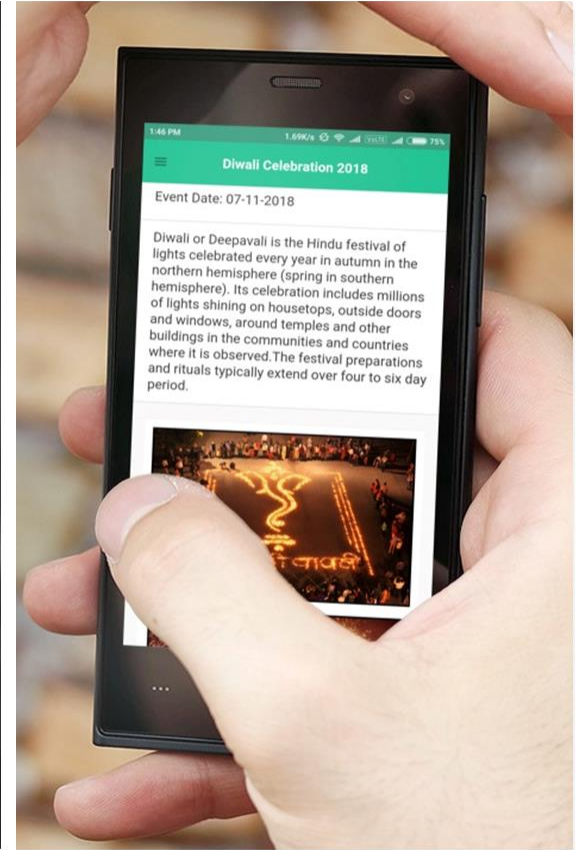 1:46 PM 1.69K/s VoLTE 75%
Diwali Celebration 2018
Event Date: 07-11-2018
Diwali or Deepavali is the Hindu festival of
lights celebrated every year in autumn in the
northern hemisphere (spring in southern
hemisphere). Its celebration includes millions
of lights shining on housetops, outside doors
and windows, around temples and other
buildings in the communities and countries
where it is observed.The festival preparations
and rituals typically extend over four to six day
period.